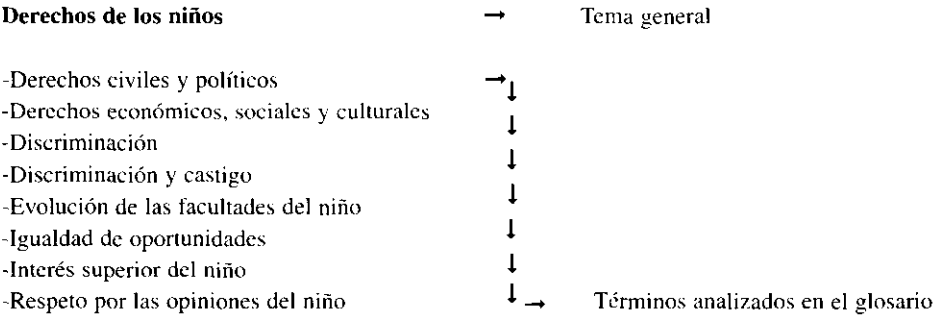 Derechos de los niños → Tema general
-Derechos civiles y políticos → ↓
-Derechos económicos, sociales y culturales ↓
-Discriminación ↓
-Discriminación y castigo ↓
-Evolución de las facultades del niño ↓
-Igualdad de oportunidades ↓
-Interés superior del niño ↓
-Respeto por las opiniones del niño ↓ → Términos analizados en el glosario